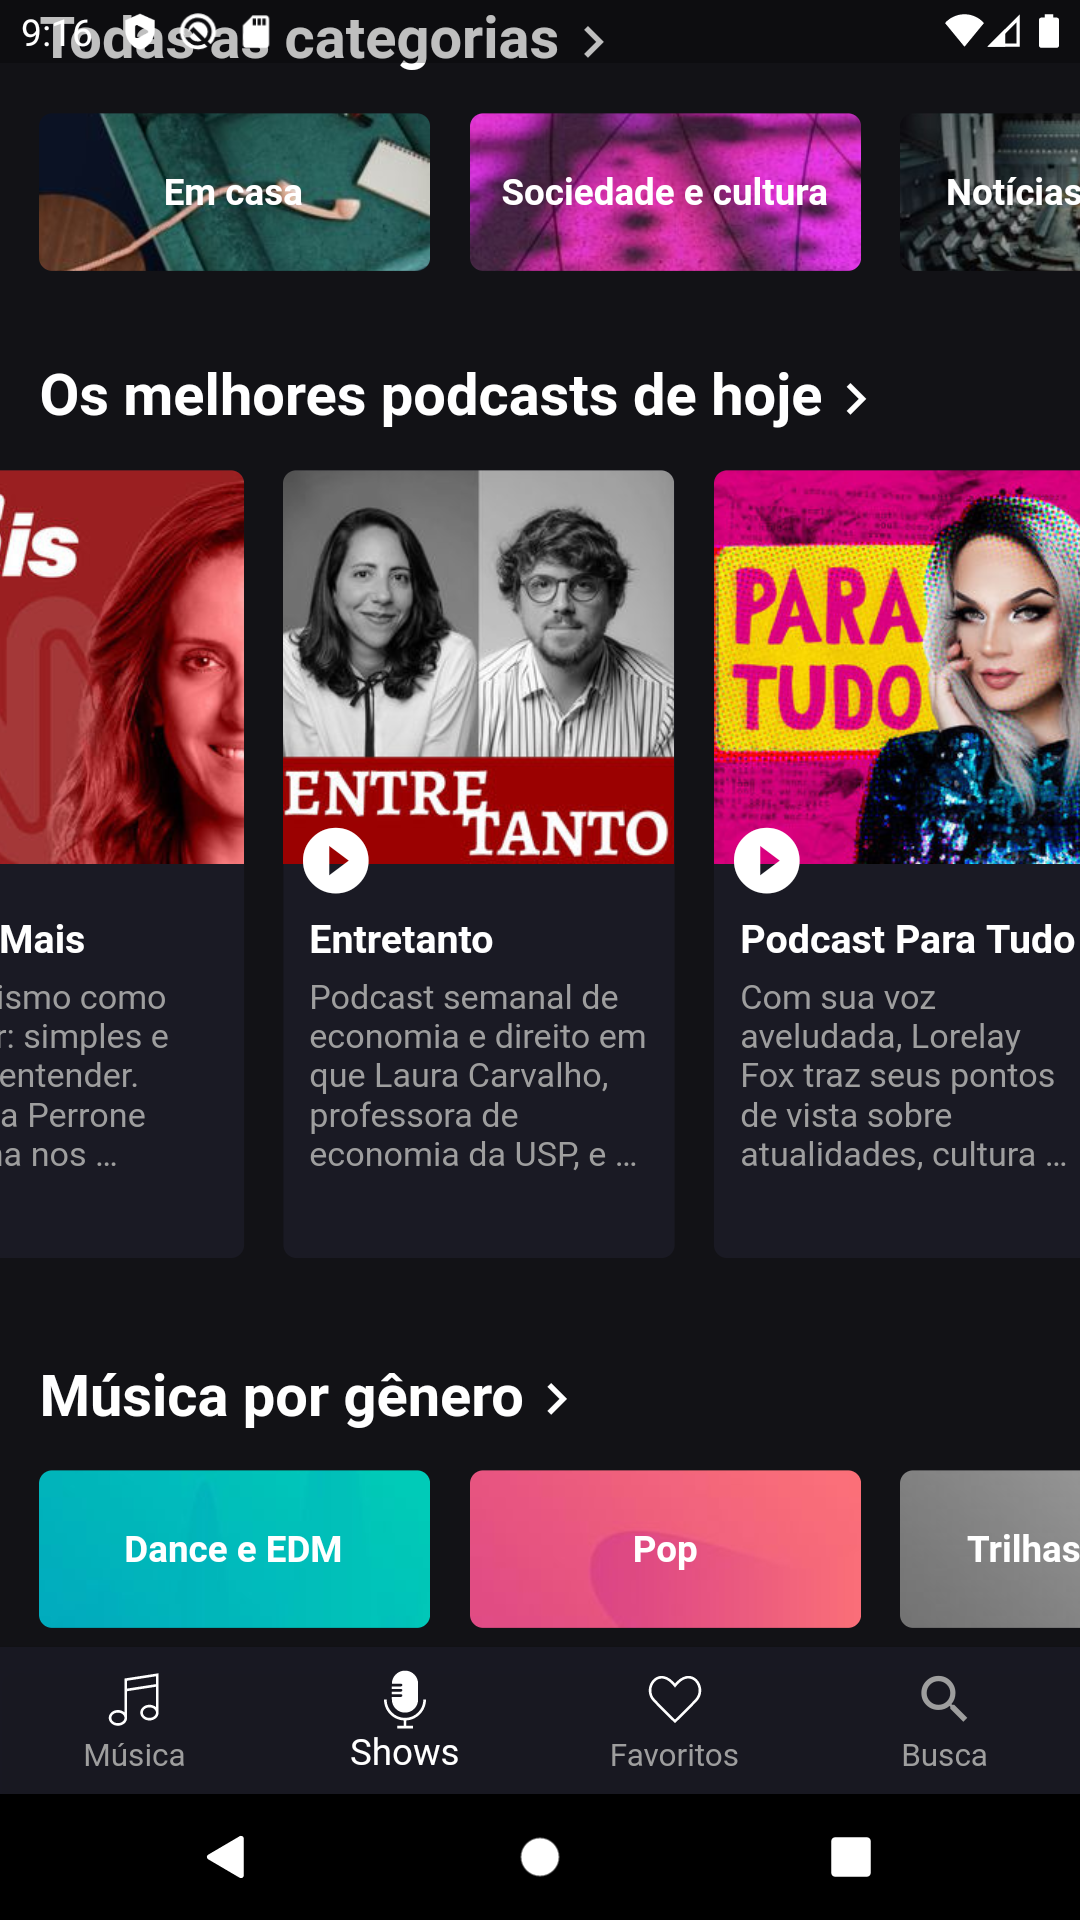 9:16
Todas as categorias
Em casa
Sociedade e cultura
Notícias
Os melhores podcasts de hoje
is
Mais
ismo como
r: simples e
entender.
a Perrone
a nos ...
ENTRE
TANTO
Entretanto
Podcast semanal de
economia e direito em
que Laura Carvalho,
professora de
economia da USP, e ...
PARA
TUDO
Podcast Para Tudo
Com sua voz
aveludada, Lorelay
Fox traz seus pontos
de vista sobre
atualidades, cultura ...
Música por gênero
Dance e EDM
Pop
Trilhas
Música
Shows
Favoritos
Busca